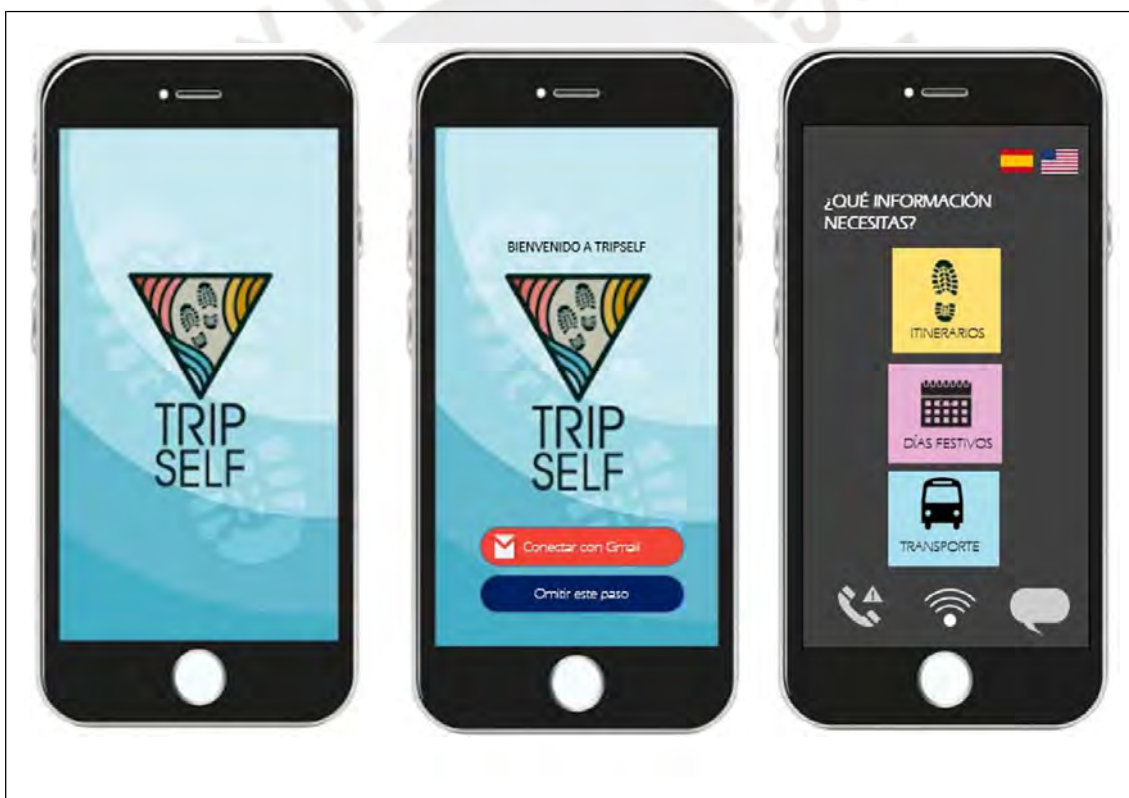 TRIP
SELF
BIENVENIDO A TRIPSELF
TRIP
SELF
Conectar con Gmail
Omitir este paso
¿QUÉ INFORMACIÓN
NECESITAS?
ITINERARIOS
DÍAS FESTIVOS
TRANSPORTE